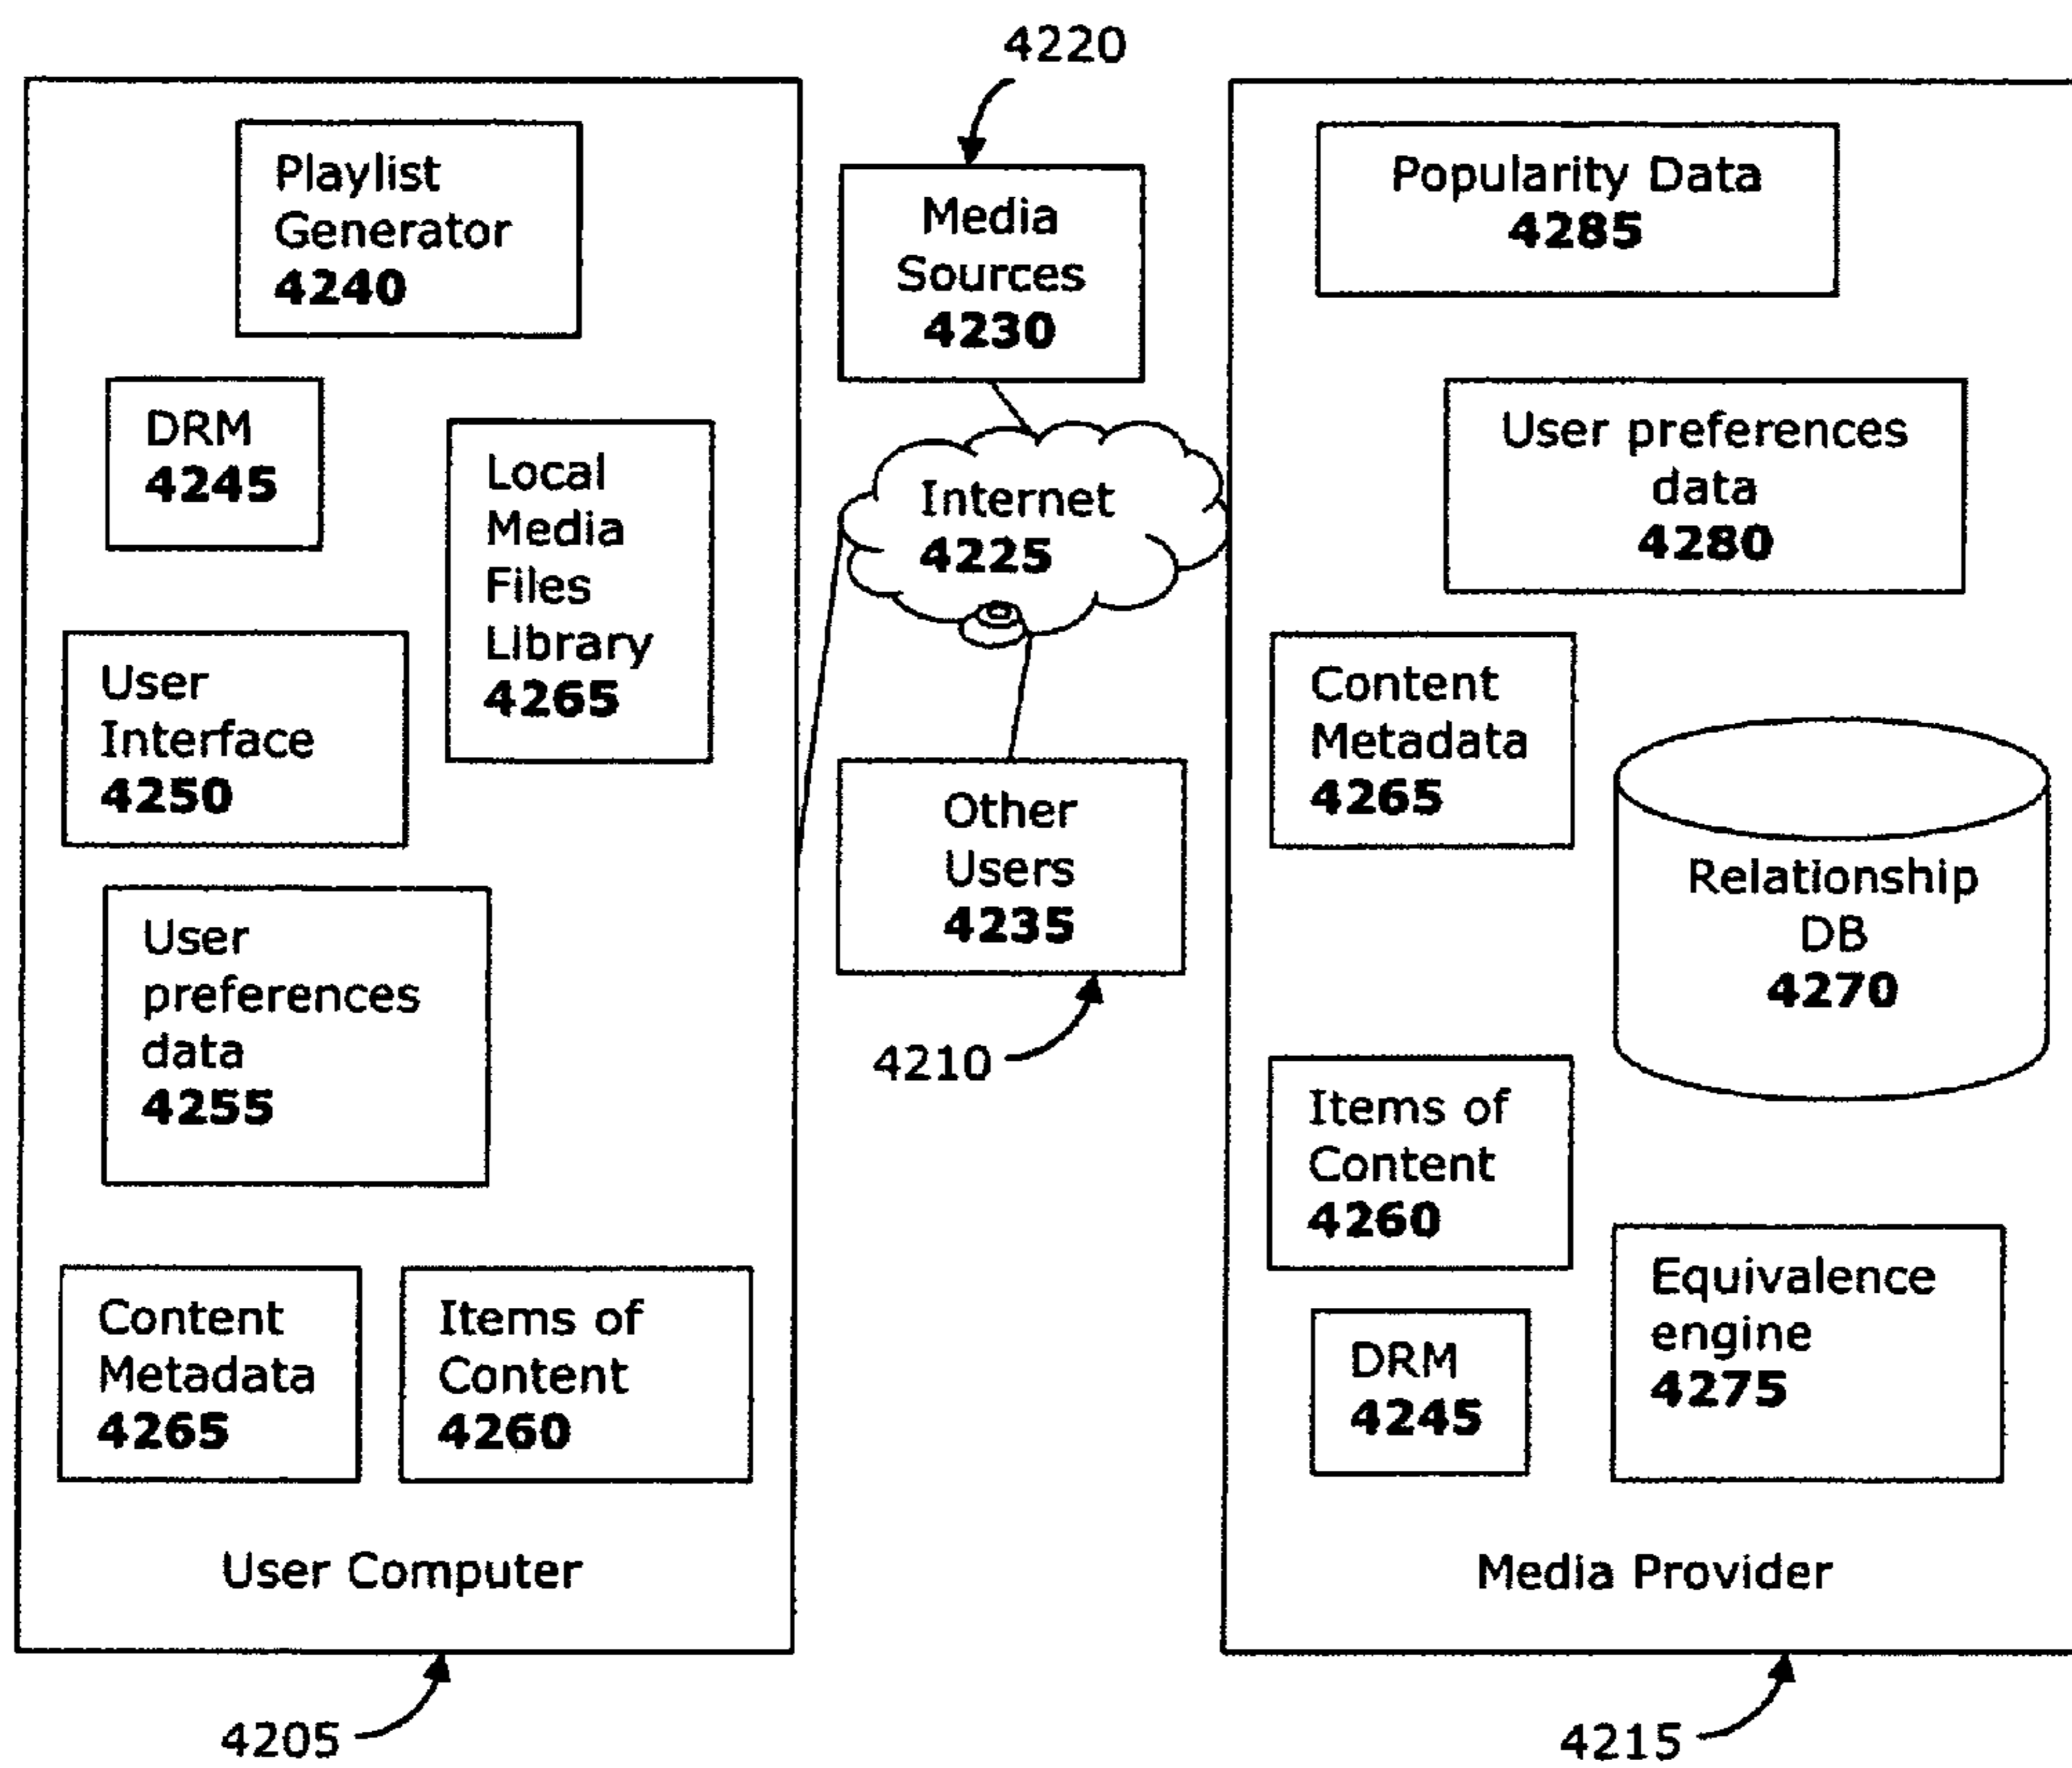 4220
Playlist
Generator
4240
DRM
4245
Local
Media
Files
Library
4265
User
Interface
4250
User
preferences
data
4255
Content
Metadata
4265
Items of
Content
4260
User Computer
4205
Media
Sources
4230
Internet
4225
Other
Users
4235
4210
Popularity Data
4285
User preferences
data
4280
Content
Metadata
4265
Relationship
DB
4270
Items of
Content
4260
Equivalence
engine
4275
DRM
4245
Media Provider
4215